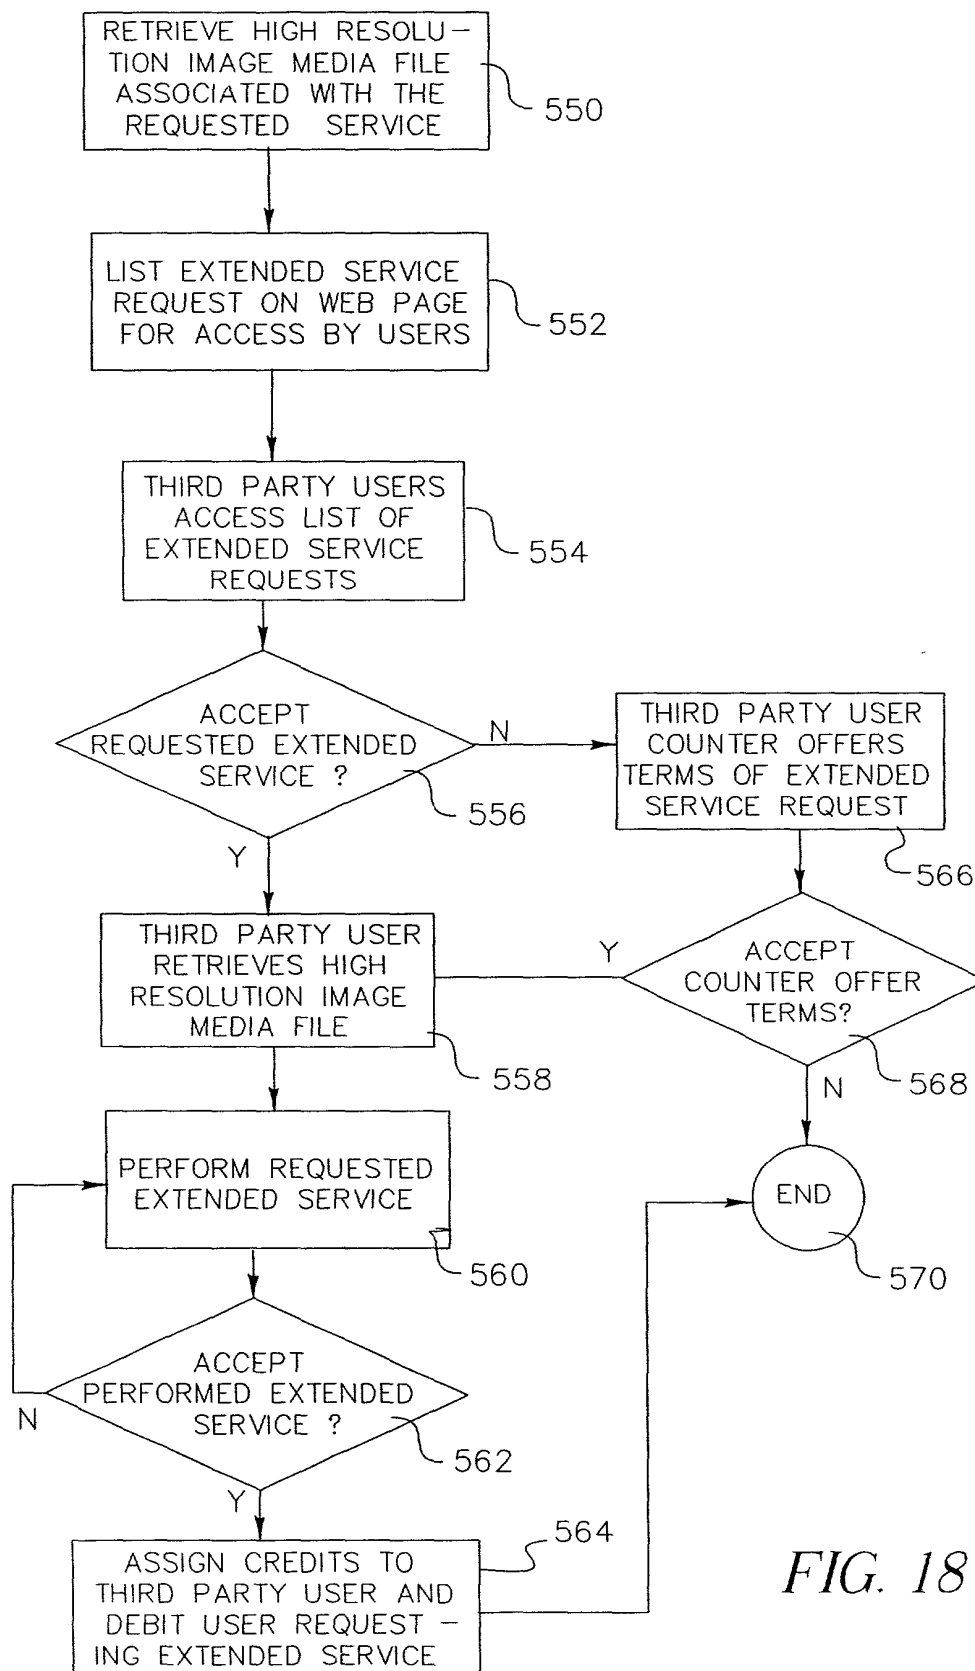 RETRIEVE HIGH RESOLU-
TION IMAGE MEDIA FILE
ASSOCIATED WITH THE
REQUESTED SERVICE
550
LIST EXTENDED SERVICE
REQUEST ON WEB PAGE
FOR ACCESS BY USERS
552
THIRD PARTY USERS
ACCESS LIST OF
EXTENDED SERVICE
REQUESTS
554
ACCEPT
REQUESTED EXTENDED
SERVICE ?
556
N
Y
THIRD PARTY USER
COUNTER OFFERS
TERMS OF EXTENDED
SERVICE REQUEST
566
ACCEPT
COUNTER OFFER
TERMS?
568
Y
N
THIRD PARTY USER
RETRIEVES HIGH
RESOLUTION IMAGE
MEDIA FILE
558
PERFORM REQUESTED
EXTENDED SERVICE
560
END
570
ACCEPT
PERFORMED EXTENDED
SERVICE ?
562
N
Y
ASSIGN CREDITS TO
THIRD PARTY USER AND
DEBIT USER REQUEST -
ING EXTENDED SERVICE
564
FIG. 18